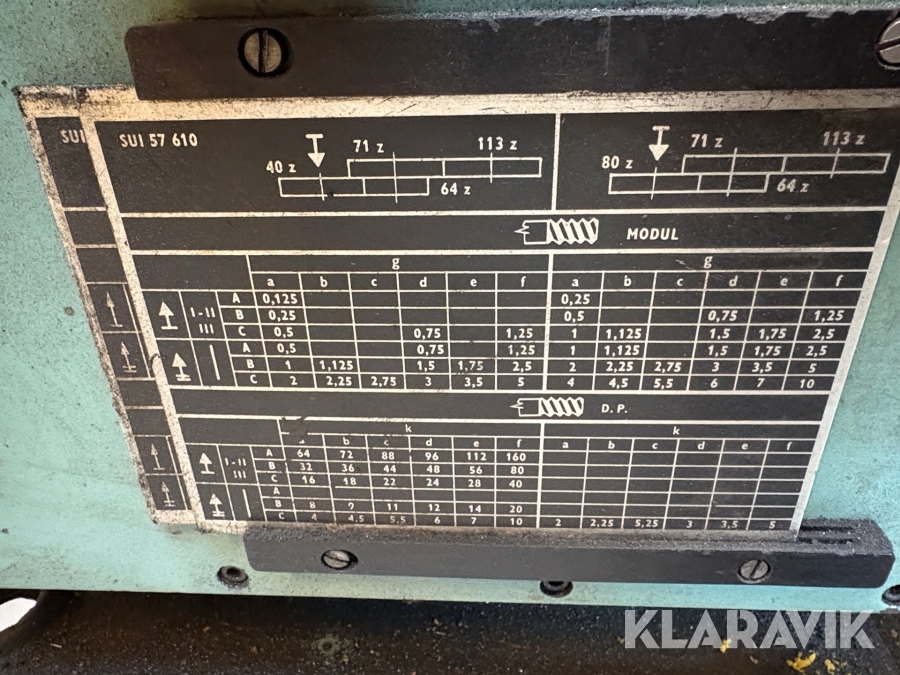 SUI SUI 57 610
40 z 71 z 113 z 64 z 80 z 71 z 113 z 64 z
MODUL
g g
a b c d e f a b c d e f
I-II III A 0,125 0,25
B 0,25 0,5 0,75 1,25
C 0,5 0,75 1,25 1 1,125 1,5 1,75 2,5
A 0,5 0,75 1,25 1 1,125 1,5 1,75 2,5
B 1 1,125 1,5 1,75 2,5 2 2,25 2,75 3 3,5 5
C 2 2,25 2,75 3 3,5 5 4 4,5 5,5 6 7 10
D.P.
k k
b c d e f a b c d e f
I-II III A 64 72 88 96 112 160
B 32 36 44 48 56 80
C 16 18 22 24 28 40
A
B 8 9 11 12 14 20
C 4 4,5 5,5 6 7 10 2 2,25 5,25 3 3,5 5
KLARAVIK